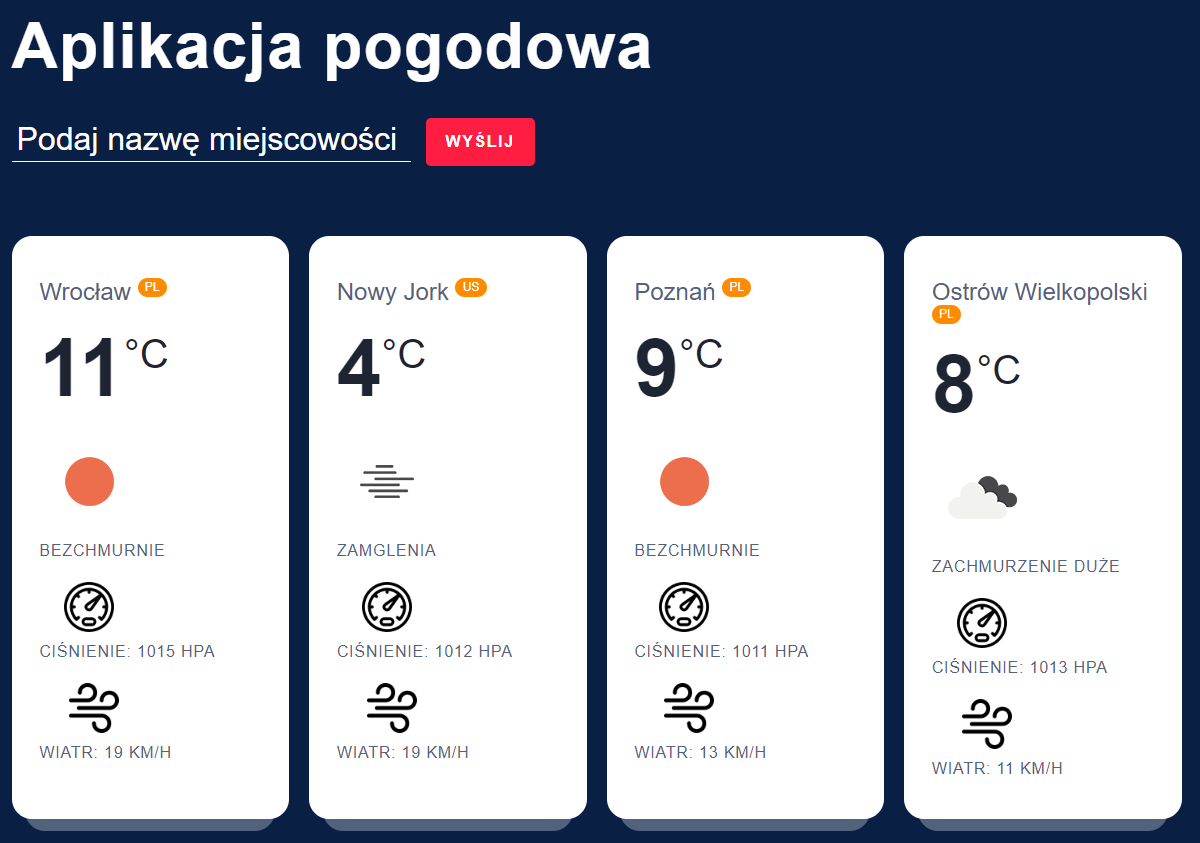 Aplikacja pogodowa
Podaj nazwę miejscowości
WYŚLIJ
Wrocław PL
11°C
BEZCHMURNIE
CIŚNIENIE: 1015 HPA
WIATR: 19 KM/H
Nowy Jork US
4°C
ZAMGLENIA
CIŚNIENIE: 1012 HPA
WIATR: 19 KM/H
Poznań PL
9°C
BEZCHMURNIE
CIŚNIENIE: 1011 HPA
WIATR: 13 KM/H
Ostrów Wielkopolski
PL
8°C
ZACHMURZENIE DUŻE
CIŚNIENIE: 1013 HPA
WIATR: 11 KM/H